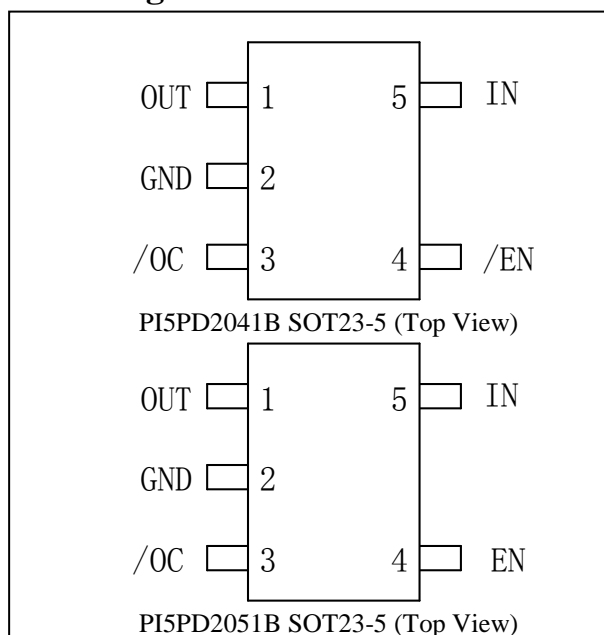 OUT 1 5 IN
GND 2
/OC 3 4 /EN
PI5PD2041B SOT23-5 (Top View)
OUT 1 5 IN
GND 2
/OC 3 4 EN
PI5PD2051B SOT23-5 (Top View)